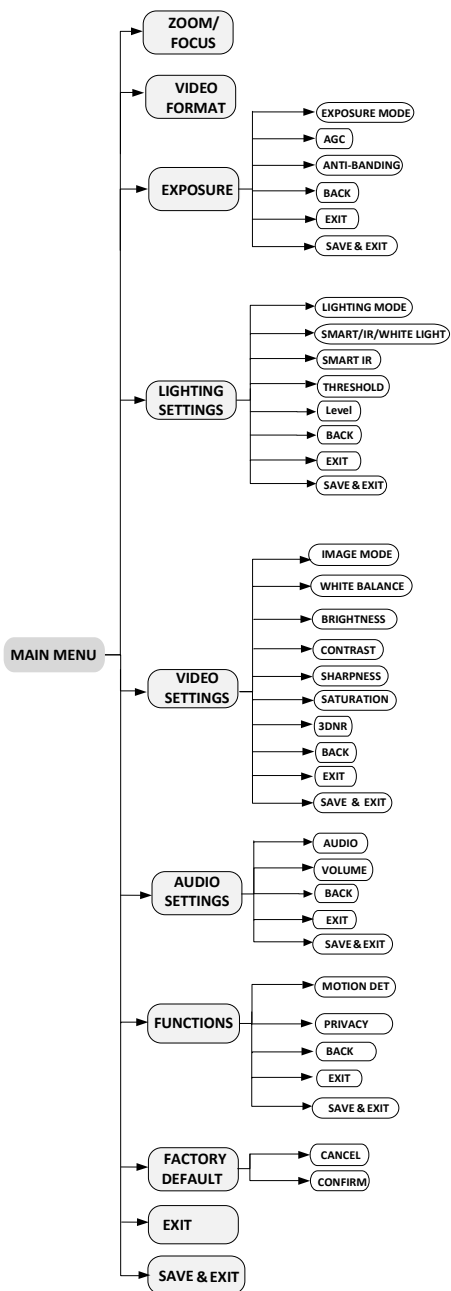 ZOOM/
FOCUS
VIDEO
FORMAT
EXPOSURE
EXPOSURE MODE
AGC
ANTI-BANDING
BACK
EXIT
SAVE & EXIT
LIGHTING
SETTINGS
LIGHTING MODE
SMART/IR/WHITE LIGHT
SMART IR
THRESHOLD
Level
BACK
EXIT
SAVE & EXIT
MAIN MENU
VIDEO
SETTINGS
IMAGE MODE
WHITE BALANCE
BRIGHTNESS
CONTRAST
SHARPNESS
SATURATION
3DNR
BACK
EXIT
SAVE & EXIT
AUDIO
SETTINGS
AUDIO
VOLUME
BACK
EXIT
SAVE & EXIT
FUNCTIONS
MOTION DET
PRIVACY
BACK
EXIT
SAVE & EXIT
FACTORY
DEFAULT
CANCEL
CONFIRM
EXIT
SAVE & EXIT